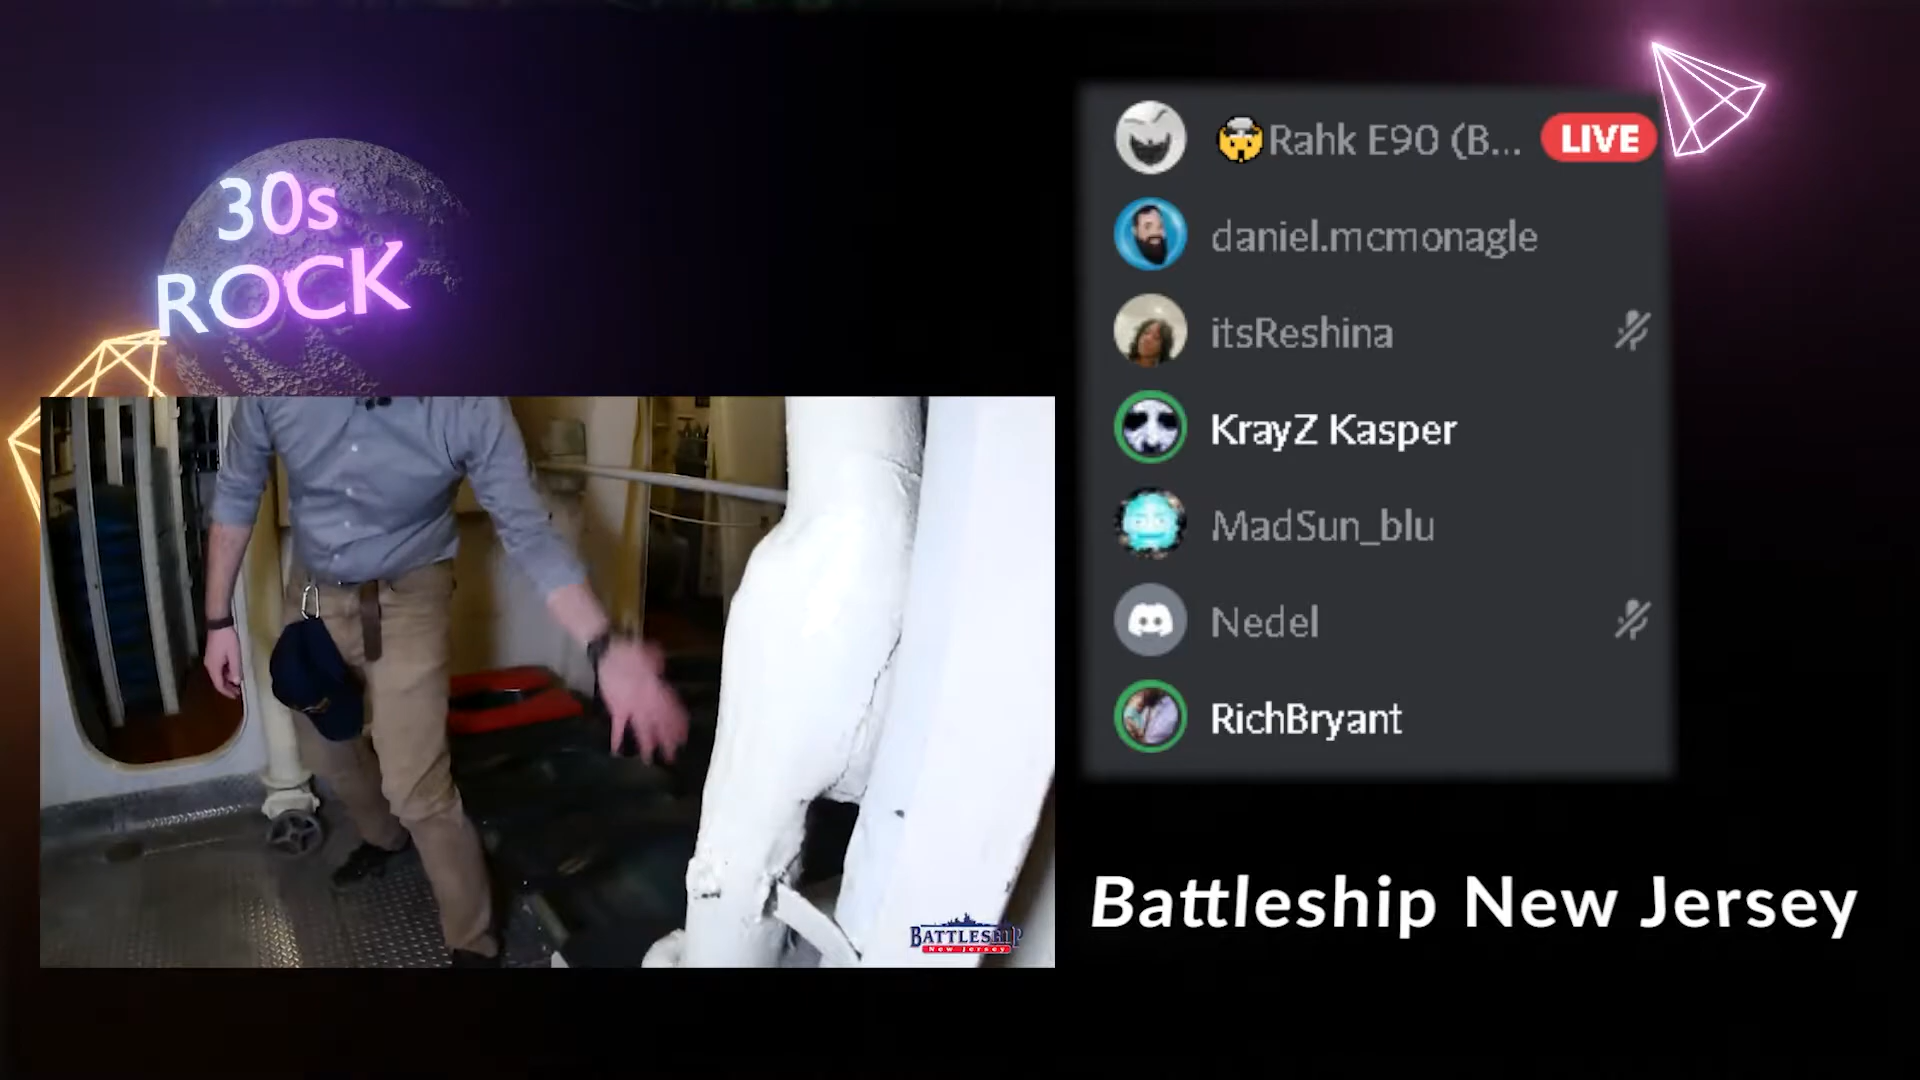 30s
ROCK
Rahk E90 (B... LIVE
daniel.mcmonagle
itsReshina
KrayZ Kasper
MadSun_blu
Nedel
RichBryant
Battleship New Jersey
BATTLESHIP
New Jersey